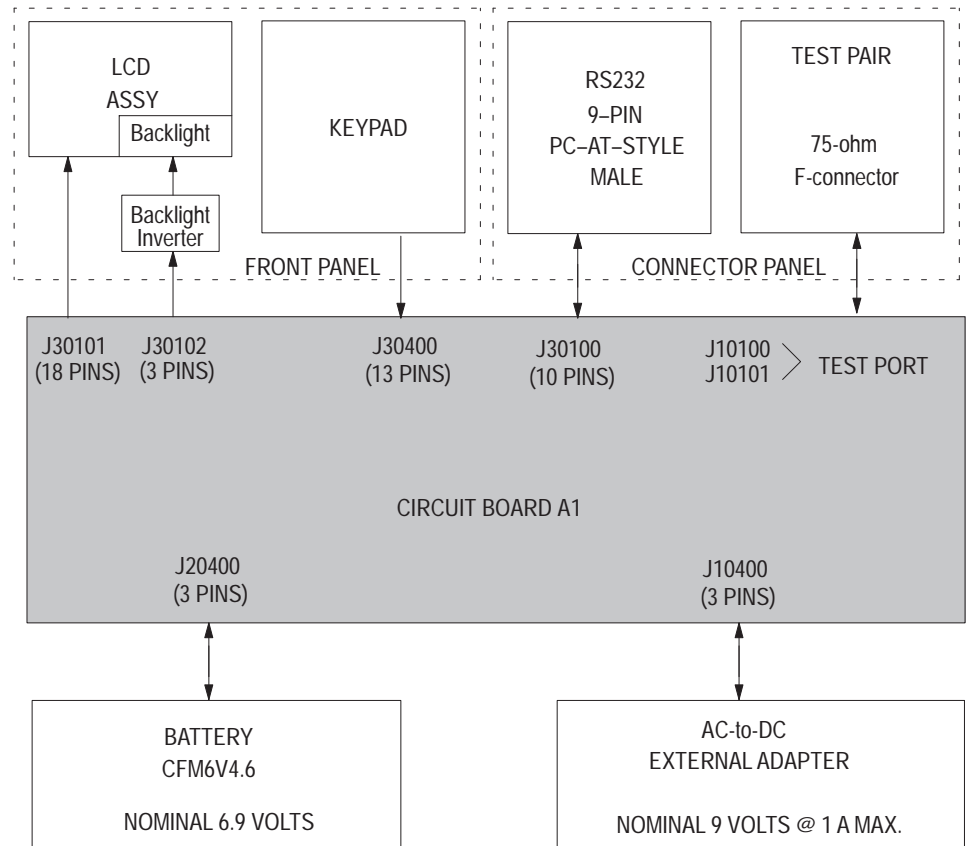 LCD
ASSY
Backlight
Backlight
Inverter
KEYPAD
FRONT PANEL
RS232
9–PIN
PC–AT–STYLE
MALE
TEST PAIR
75-ohm
F-connector
CONNECTOR PANEL
J30101
(18 PINS)
J30102
(3 PINS)
J30400
(13 PINS)
J30100
(10 PINS)
J10100
J10101
TEST PORT
CIRCUIT BOARD A1
J20400
(3 PINS)
J10400
(3 PINS)
BATTERY
CFM6V4.6
NOMINAL 6.9 VOLTS
AC-to-DC
EXTERNAL ADAPTER
NOMINAL 9 VOLTS @ 1 A MAX.